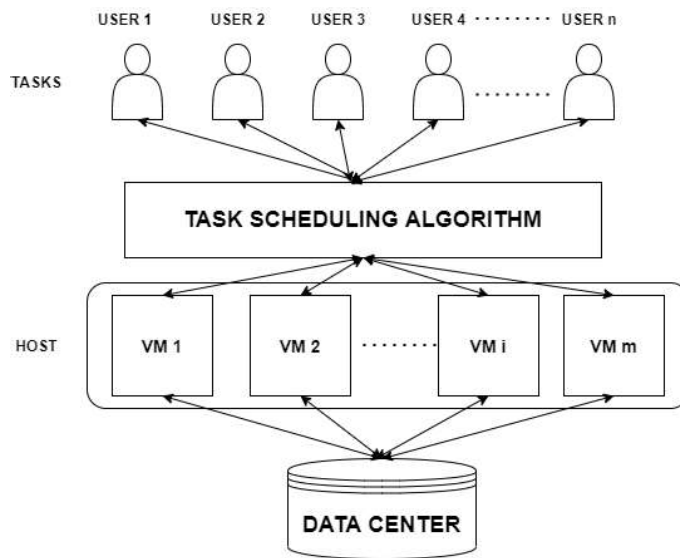 USER 1 USER 2 USER 3 USER 4 ········ USER n
TASKS ········
TASK SCHEDULING ALGORITHM
HOST VM 1 VM 2 ········ VM i VM m
DATA CENTER